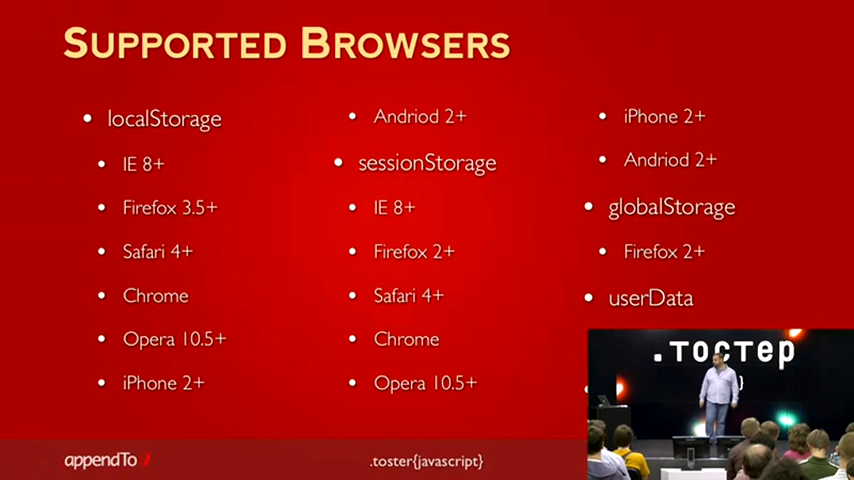 SUPPORTED BROWSERS
localStorage
IE 8+
Firefox 3.5+
Safari 4+
Chrome
Opera 10.5+
iPhone 2+
Andriod 2+
sessionStorage
IE 8+
Firefox 2+
Safari 4+
Chrome
Opera 10.5+
iPhone 2+
Andriod 2+
globalStorage
Firefox 2+
userData
.тостер
}
appendTo
.toster{javascript}